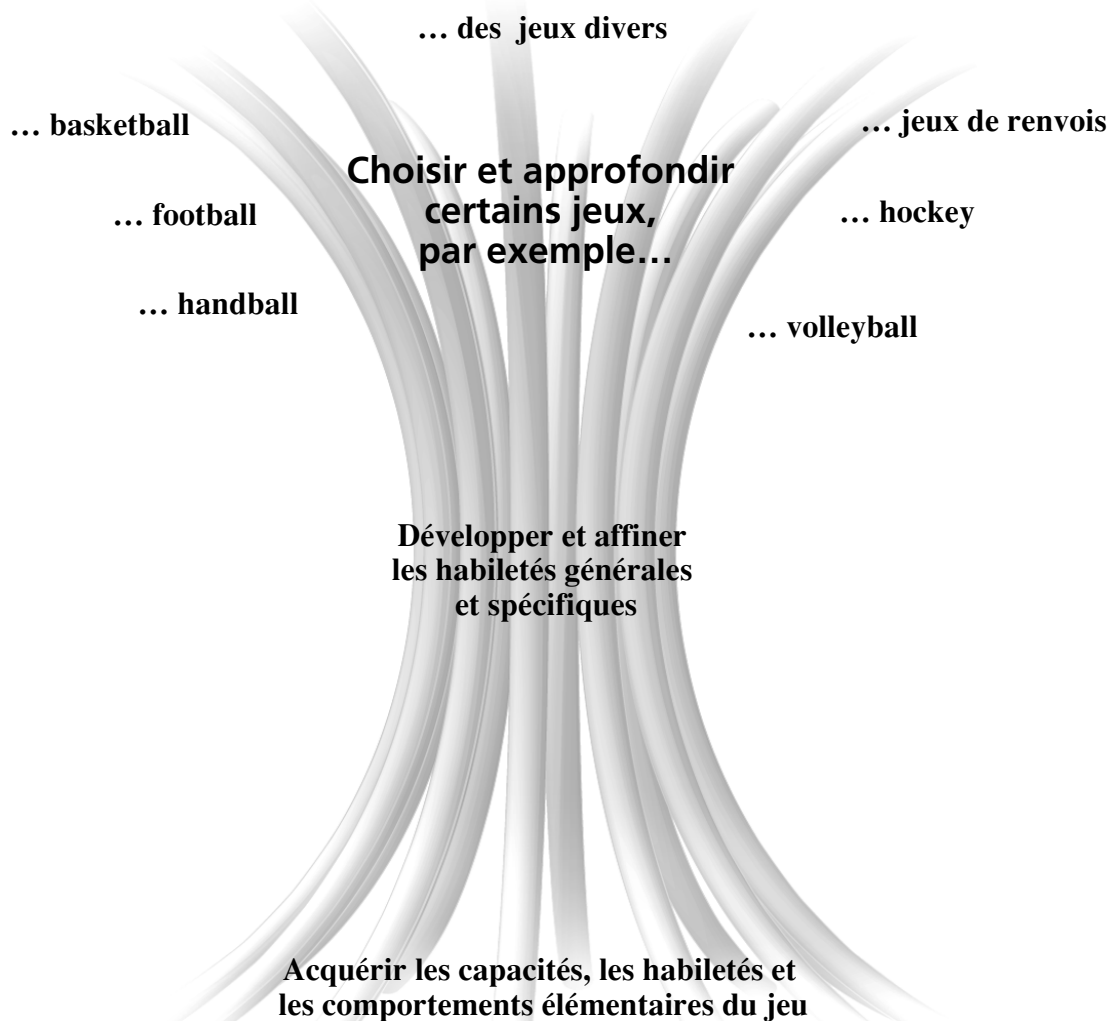 … des jeux divers
… basketball
… jeux de renvois
Choisir et approfondir
certains jeux,
par exemple…
… football
… hockey
… handball
… volleyball
Développer et affiner
les habiletés générales
et spécifiques
Acquérir les capacités, les habiletés et
les comportements élémentaires du jeu